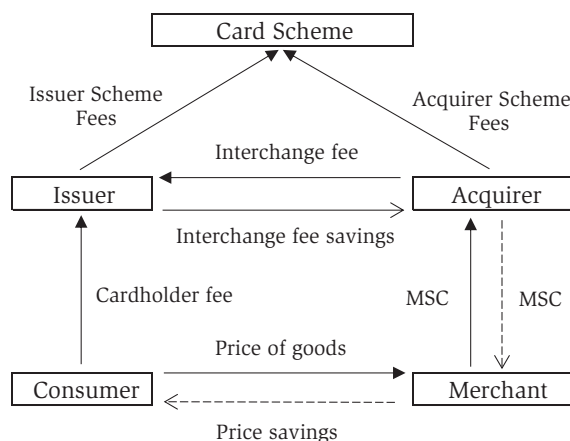 Card Scheme
Issuer Scheme
Fees
Acquirer Scheme
Fees
Interchange fee
Issuer
Acquirer
Interchange fee savings
Cardholder fee
MSC
MSC
Price of goods
Consumer
Merchant
Price savings